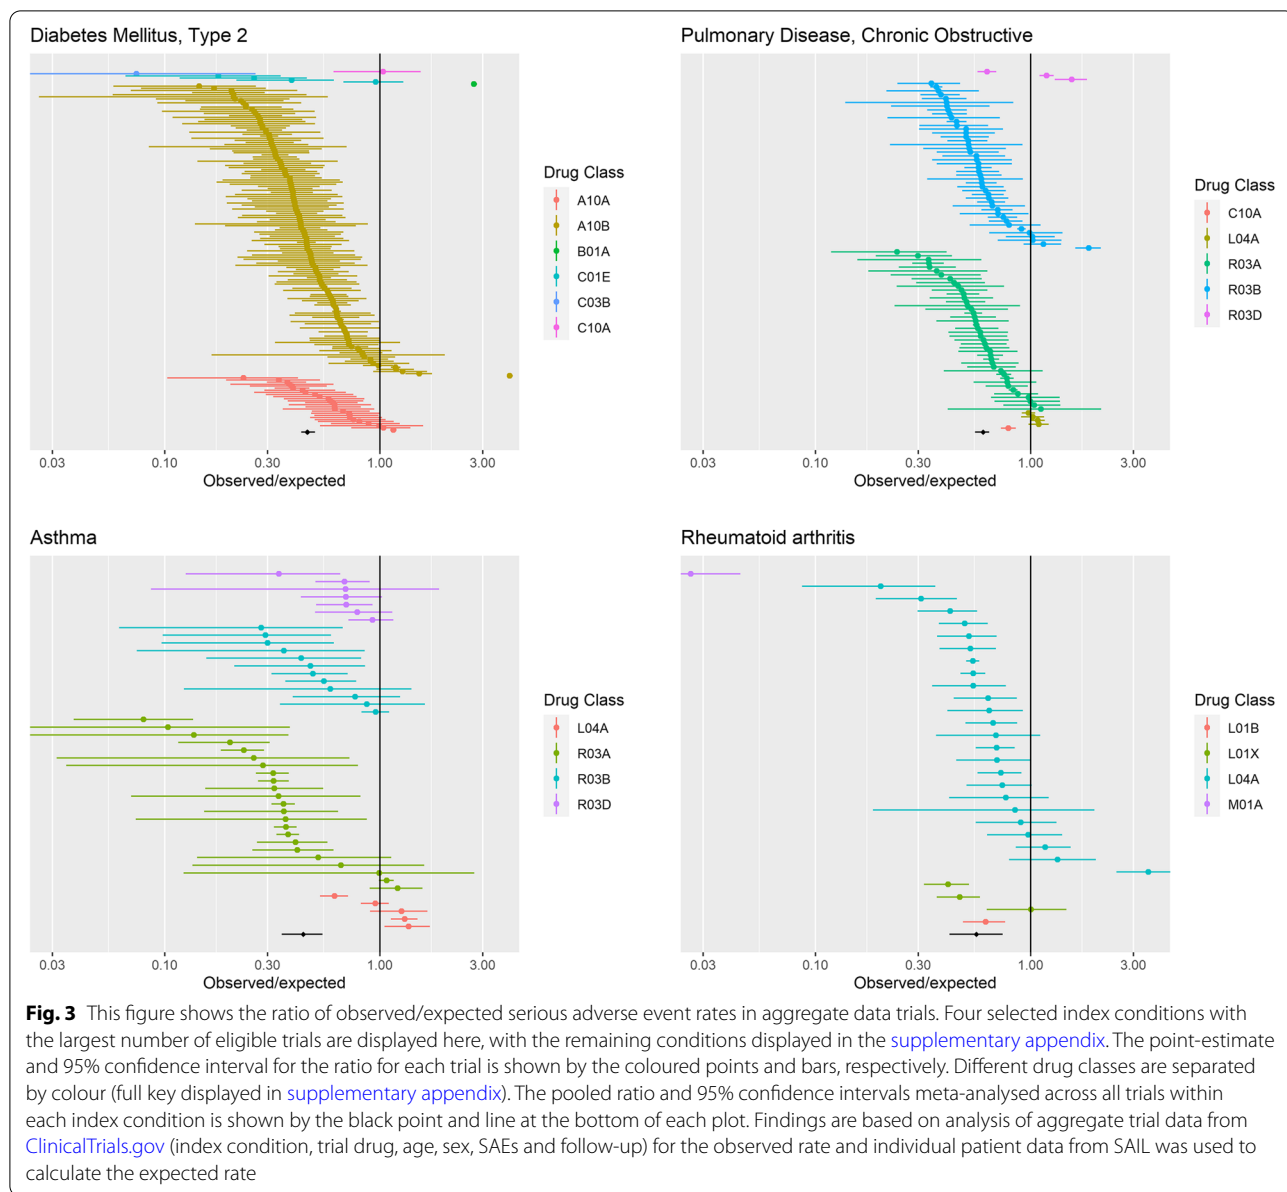 Diabetes Mellitus, Type 2
Drug Class
A10A
A10B
B01A
C01E
C03B
C10A
0.03 0.10 0.30 1.00 3.00
Observed/expected
Pulmonary Disease, Chronic Obstructive
Drug Class
C10A
L04A
R03A
R03B
R03D
0.03 0.10 0.30 1.00 3.00
Observed/expected
Asthma
Drug Class
L04A
R03A
R03B
R03D
0.03 0.10 0.30 1.00 3.00
Observed/expected
Rheumatoid arthritis
Drug Class
L01B
L01X
L04A
M01A
0.03 0.10 0.30 1.00 3.00
Observed/expected
Fig. 3 This figure shows the ratio of observed/expected serious adverse event rates in aggregate data trials. Four selected index conditions with
the largest number of eligible trials are displayed here, with the remaining conditions displayed in the supplementary appendix. The point-estimate
and 95% confidence interval for the ratio for each trial is shown by the coloured points and bars, respectively. Different drug classes are separated
by colour (full key displayed in supplementary appendix). The pooled ratio and 95% confidence intervals meta-analysed across all trials within
each index condition is shown by the black point and line at the bottom of each plot. Findings are based on analysis of aggregate trial data from
ClinicalTrials.gov (index condition, trial drug, age, sex, SAEs and follow-up) for the observed rate and individual patient data from SAIL was used to
calculate the expected rate